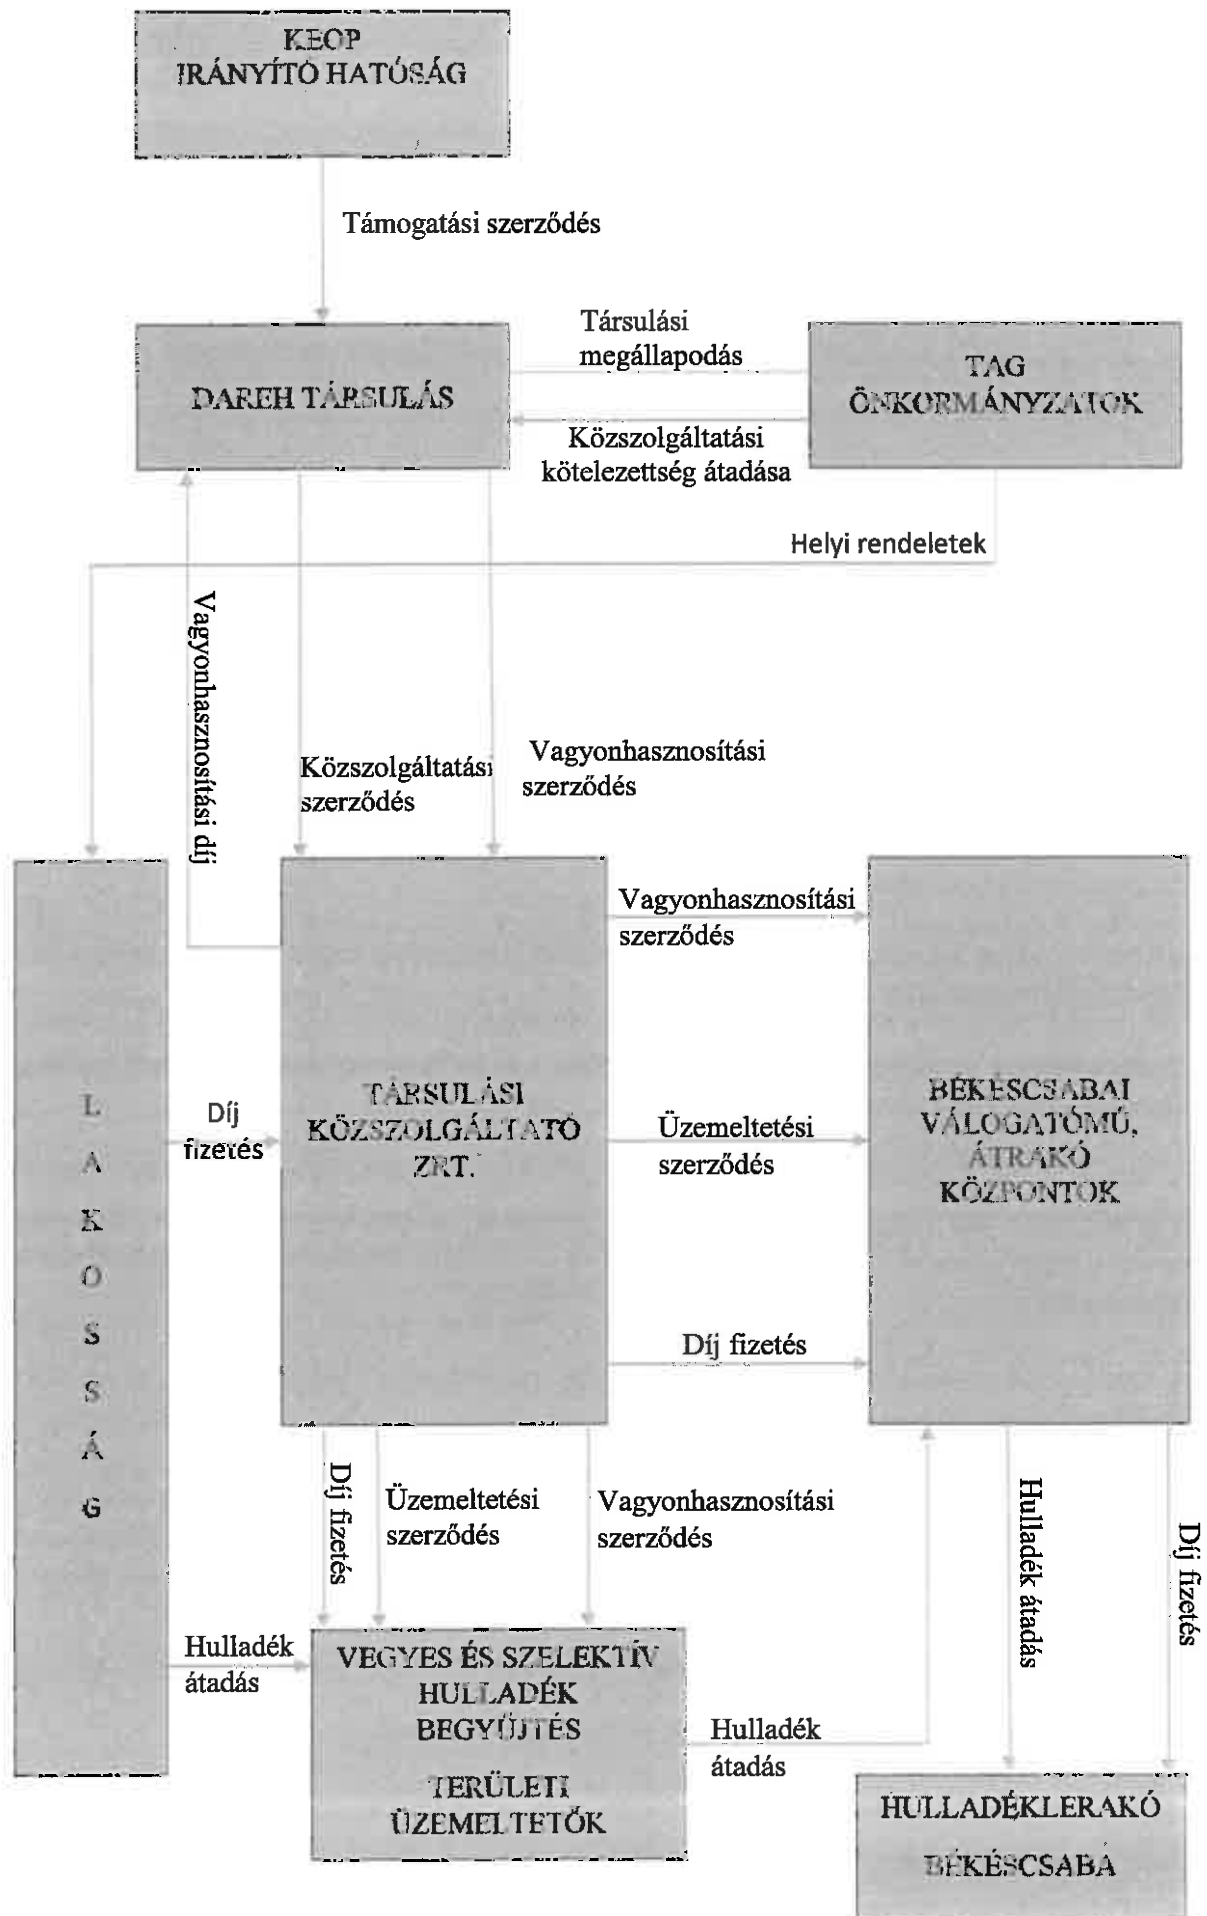 KEOP
IRÁNYÍTÓ HATÓSÁG
Támogatási szerződés
Társulási
megállapodás
DAREH TÁRSULÁS
TAG
ÖNKORMÁNYZATOK
Közszolgáltatási
kötelezettség átadása
Helyi rendeletek
Vagyonhasznosítási díj
Közszolgáltatási
szerződés
Vagyonhasznosítási
szerződés
Vagyonhasznosítási
szerződés
L
A
K
O
S
S
Á
G
Díj
fizetés
TÁRSULÁSI
KÖZSZOLGÁLTATÓ
ZRT.
Üzemeltetési
szerződés
BÉKÉSCSABAI
VÁLOGATÓMŰ,
ÁTRAKÓ
KÖZPONTOK
Díj fizetés
Díj fizetés
Üzemeltetési
szerződés
Vagyonhasznosítási
szerződés
Hulladék átadás
Díj fizetés
Hulladék
átadás
VEGYES ÉS SZELEKTÍV
HULLADÉK
BEGYŰJTÉS
TERÜLETI
ÜZEMELTETŐK
Hulladék
átadás
HULLADÉKLERAKÓ
BÉKÉSCSABA